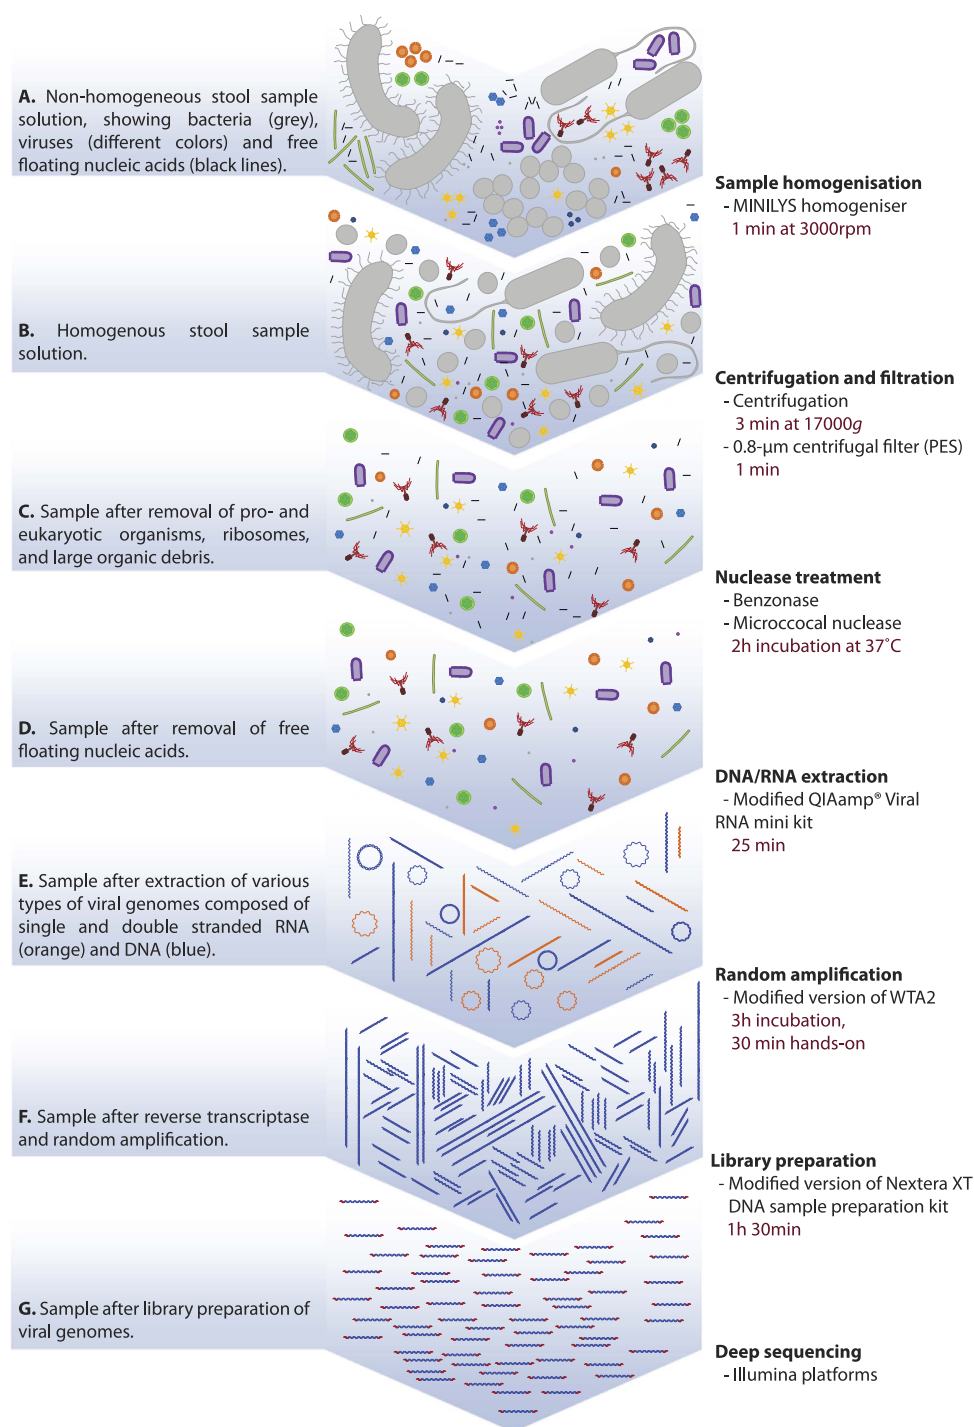 A. Non-homogeneous stool sample
solution, showing bacteria (grey),
viruses (different colors) and free
floating nucleic acids (black lines).
Sample homogenisation
- MINILYS homogeniser
1 min at 3000rpm
B. Homogenous stool sample
solution.
Centrifugation and filtration
- Centrifugation
3 min at 17000g
- 0.8-µm centrifugal filter (PES)
1 min
C. Sample after removal of pro- and
eukaryotic organisms, ribosomes,
and large organic debris.
Nuclease treatment
- Benzonase
- Microccocal nuclease
2h incubation at 37˚C
D. Sample after removal of free
floating nucleic acids.
DNA/RNA extraction
- Modified QIAamp® Viral
RNA mini kit
25 min
E. Sample after extraction of various
types of viral genomes composed of
single and double stranded RNA
(orange) and DNA (blue).
Random amplification
- Modified version of WTA2
3h incubation,
30 min hands-on
F. Sample after reverse transcriptase
and random amplification.
Library preparation
- Modified version of Nextera XT
DNA sample preparation kit
1h 30min
G. Sample after library preparation of
viral genomes.
Deep sequencing
- Illumina platforms